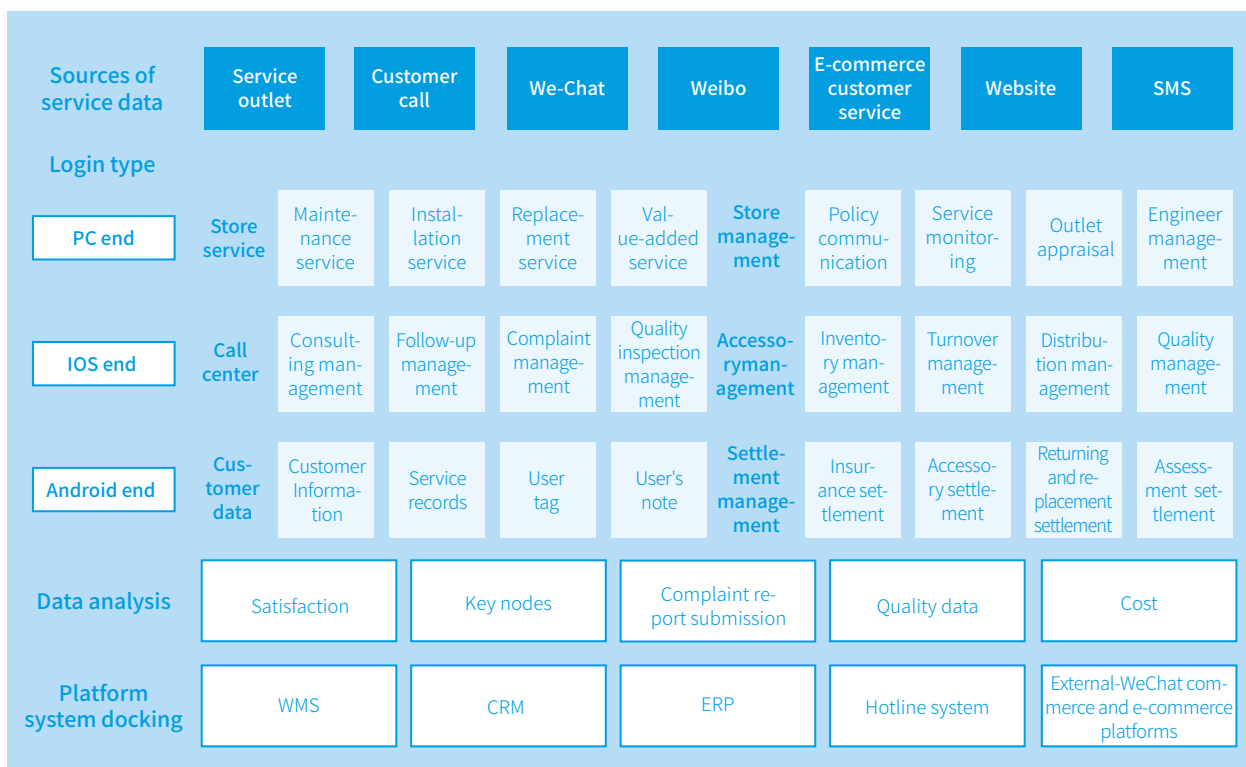 Sources of
service data
Service
outlet
Customer
call
We-Chat
Weibo
E-commerce
customer
service
Website
SMS
Login type
PC end
Store
service
Mainte-
nance
service
Instal-
lation
service
Replace-
ment
service
Val-
ue-added
service
Store
manage-
ment
Policy
commu-
nication
Service
monitor-
ing
Outlet
appraisal
Engineer
manage-
ment
IOS end
Call
center
Consult-
ing man-
agement
Follow-up
manage-
ment
Complaint
manage-
ment
Quality
inspection
manage-
ment
Accesso-
ryman-
agement
Invento-
ry man-
agement
Turnover
manage-
ment
Distribu-
tion man-
agement
Quality
manage-
ment
Android end
Cus-
tomer
data
Customer
Informa-
tion
Service
records
User
tag
User's
note
Settle-
ment
manage-
ment
Insur-
ance set-
tlement
Accesso-
ry settle-
ment
Returning
and re-
placement
settlement
Assess-
ment set-
tlement
Data analysis
Satisfaction
Key nodes
Complaint re-
port submission
Quality data
Cost
Platform
system docking
WMS
CRM
ERP
Hotline system
External-WeChat com-
merce and e-commerce
platforms